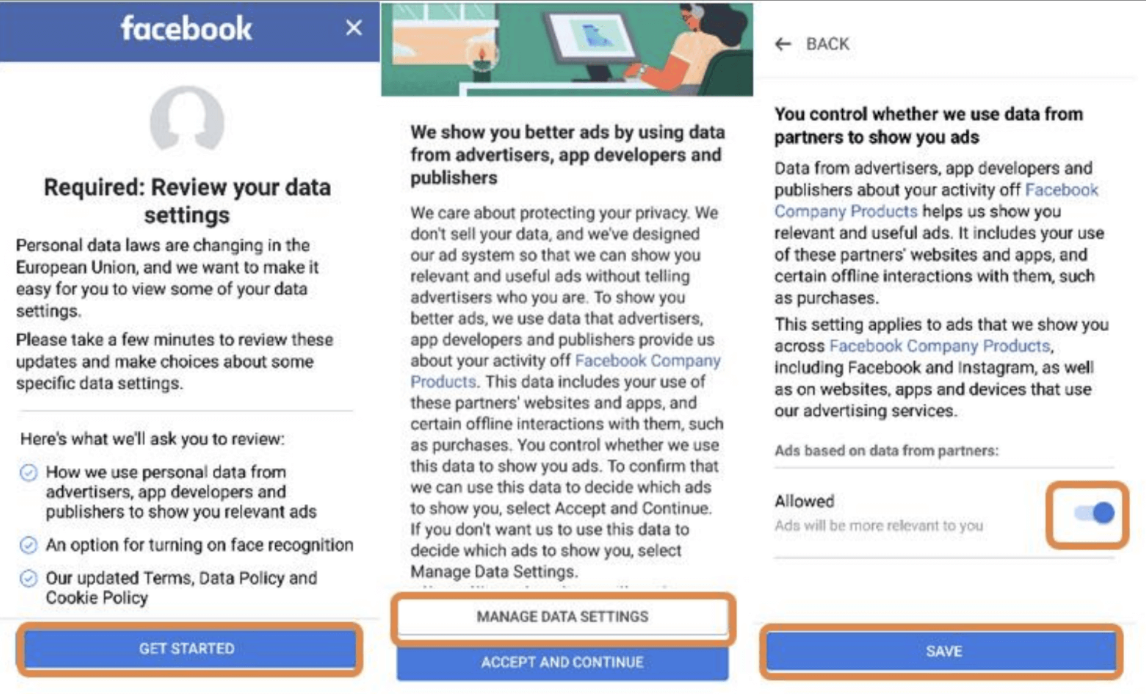 facebook
Required: Review your data
settings
Personal data laws are changing in the
European Union, and we want to make it
easy for you to view some of your data
settings.
Please take a few minutes to review these
updates and make choices about some
specific data settings.
Here's what we'll ask you to review:
How we use personal data from
advertisers, app developers and
publishers to show you relevant ads
An option for turning on face recognition
Our updated Terms, Data Policy and
Cookie Policy
GET STARTED
We show you better ads by using data
from advertisers, app developers and
publishers
We care about protecting your privacy. We
don't sell your data, and we've designed
our ad system so that we can show you
relevant and useful ads without telling
advertisers who you are. To show you
better ads, we use data that advertisers,
app developers and publishers provide us
about your activity off Facebook Company
Products. This data includes your use of
these partners' websites and apps, and
certain offline interactions with them, such
as purchases. You control whether we use
this data to show you ads. To confirm that
we can use this data to decide which ads
to show you, select Accept and Continue.
If you don't want us to use this data to
decide which ads to show you, select
Manage Data Settings.
MANAGE DATA SETTINGS
ACCEPT AND CONTINUE
BACK
You control whether we use data from
partners to show you ads
Data from advertisers, app developers and
publishers about your activity off Facebook
Company Products helps us show you
relevant and useful ads. It includes your use
of these partners' websites and apps, and
certain offline interactions with them, such
as purchases.
This setting applies to ads that we show you
across Facebook Company Products,
including Facebook and Instagram, as well
as on websites, apps and devices that use
our advertising services.
Ads based on data from partners:
Allowed
Ads will be more relevant to you
SAVE